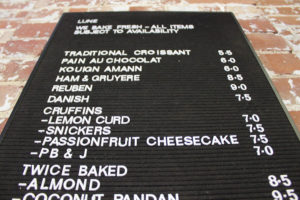 LUNE
WE BAKE FRESH - ALL ITEMS
SUBJECT TO AVAILABILITY
TRADITIONAL CROISSANT 5·5
PAIN AU CHOCOLAT 6·0
KOUIGN AMANN 6·0
HAM & GRUYERE 8·5
REUBEN 9·0
DANISH 7·5
CRUFFINS
-LEMON CURD 7·0
-SNICKERS 7·5
-PASSIONFRUIT CHEESECAKE 7·5
-PB & J 7·0
TWICE BAKED
-ALMOND 8·5
-COCONUT PANDAN 9·5